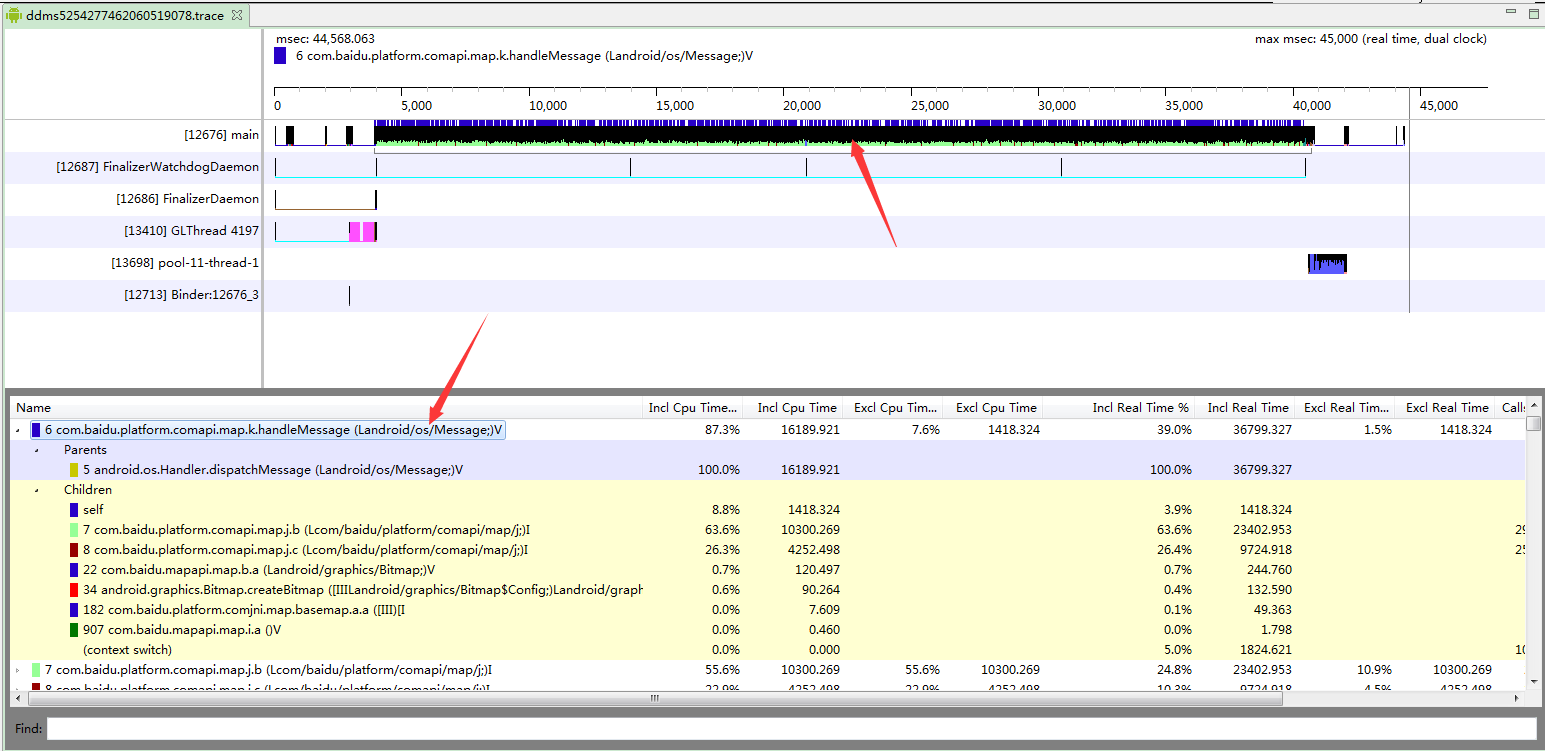 ddms5254277462060519078.trace
msec: 44,568.063 max msec: 45,000 (real time, dual clock)
6 com.baidu.platform.comapi.map.k.handleMessage (Landroid/os/Message;)V
0 5,000 10,000 15,000 20,000 25,000 30,000 35,000 40,000 45,000
[12676] main
[12687] FinalizerWatchdogDaemon
[12686] FinalizerDaemon
[13410] GLThread 4197
[13698] pool-11-thread-1
[12713] Binder:12676_3
Name Incl Cpu Time... Incl Cpu Time Excl Cpu Tim... Excl Cpu Time Incl Real Time % Incl Real Time Excl Real Tim... Excl Real Time Calls
6 com.baidu.platform.comapi.map.k.handleMessage (Landroid/os/Message;)V 87.3% 16189.921 7.6% 1418.324 39.0% 36799.327 1.5% 1418.324
Parents
5 android.os.Handler.dispatchMessage (Landroid/os/Message;)V 100.0% 16189.921 100.0% 36799.327
Children
self 8.8% 1418.324 3.9% 1418.324
7 com.baidu.platform.comapi.map.j.b (Lcom/baidu/platform/comapi/map/j;)I 63.6% 10300.269 63.6% 23402.953 29
8 com.baidu.platform.comapi.map.j.c (Lcom/baidu/platform/comapi/map/j;)I 26.3% 4252.498 26.4% 9724.918 25
22 com.baidu.mapapi.map.b.a (Landroid/graphics/Bitmap;)V 0.7% 120.497 0.7% 244.760
34 android.graphics.Bitmap.createBitmap ([IIILandroid/graphics/Bitmap$Config;)Landroid/graph 0.6% 90.264 0.4% 132.590
182 com.baidu.platform.comjni.map.basemap.a.a ([III)[I 0.0% 7.609 0.1% 49.363
907 com.baidu.mapapi.map.i.a ()V 0.0% 0.460 0.0% 1.798
(context switch) 0.0% 0.000 5.0% 1824.621 10
7 com.baidu.platform.comapi.map.j.b (Lcom/baidu/platform/comapi/map/j;)I 55.6% 10300.269 55.6% 10300.269 24.8% 23402.953 10.9% 10300.269
8 com.baidu.platform.comapi.map.j.c (Lcom/baidu/platform/comapi/map/j;)I 22.9% 4252.498 22.9% 4252.498 10.3% 9724.918 4.5% 4252.498
Find: